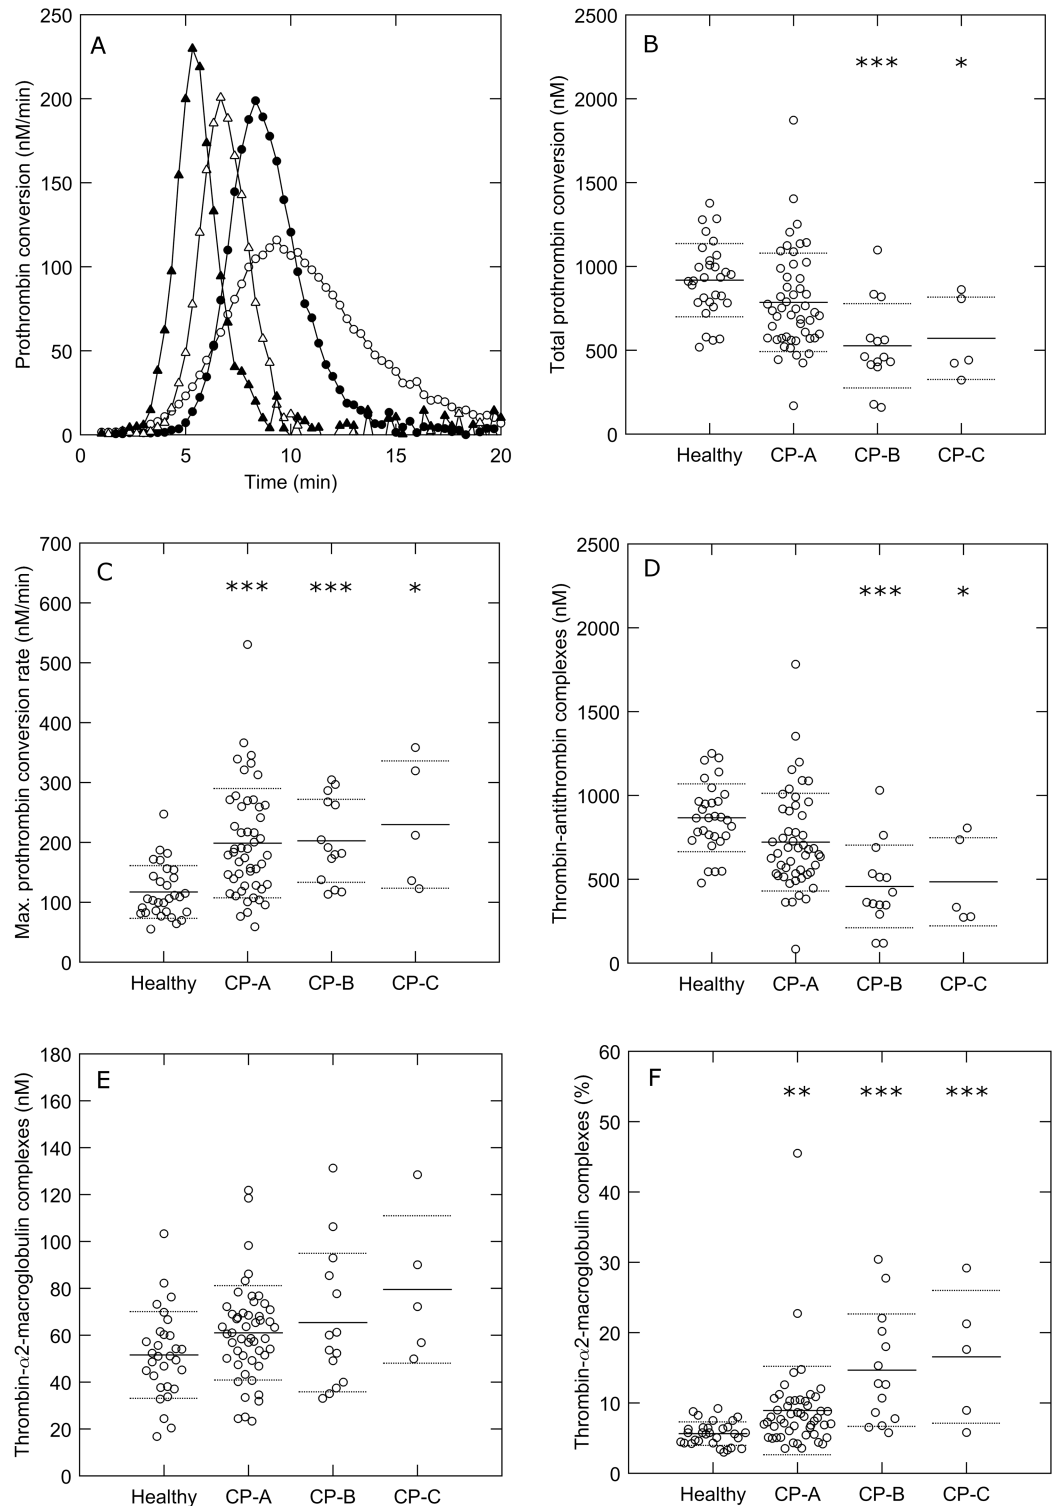 A
Prothrombin conversion (nM/min)
250
200
150
100
50
0
0 5 10 15 20
Time (min)
B
Total prothrombin conversion (nM)
2500
2000
1500
1000
500
0
*** *
Healthy CP-A CP-B CP-C
C
Max. prothrombin conversion rate (nM/min)
700
600
500
400
300
200
100
0
*** *** *
Healthy CP-A CP-B CP-C
D
Thrombin-antithrombin complexes (nM)
2500
2000
1500
1000
500
0
*** *
Healthy CP-A CP-B CP-C
E
Thrombin-α2-macroglobulin complexes (nM)
180
160
140
120
100
80
60
40
20
0
Healthy CP-A CP-B CP-C
F
Thrombin-α2-macroglobulin complexes (%)
60
50
40
30
20
10
0
** *** ***
Healthy CP-A CP-B CP-C